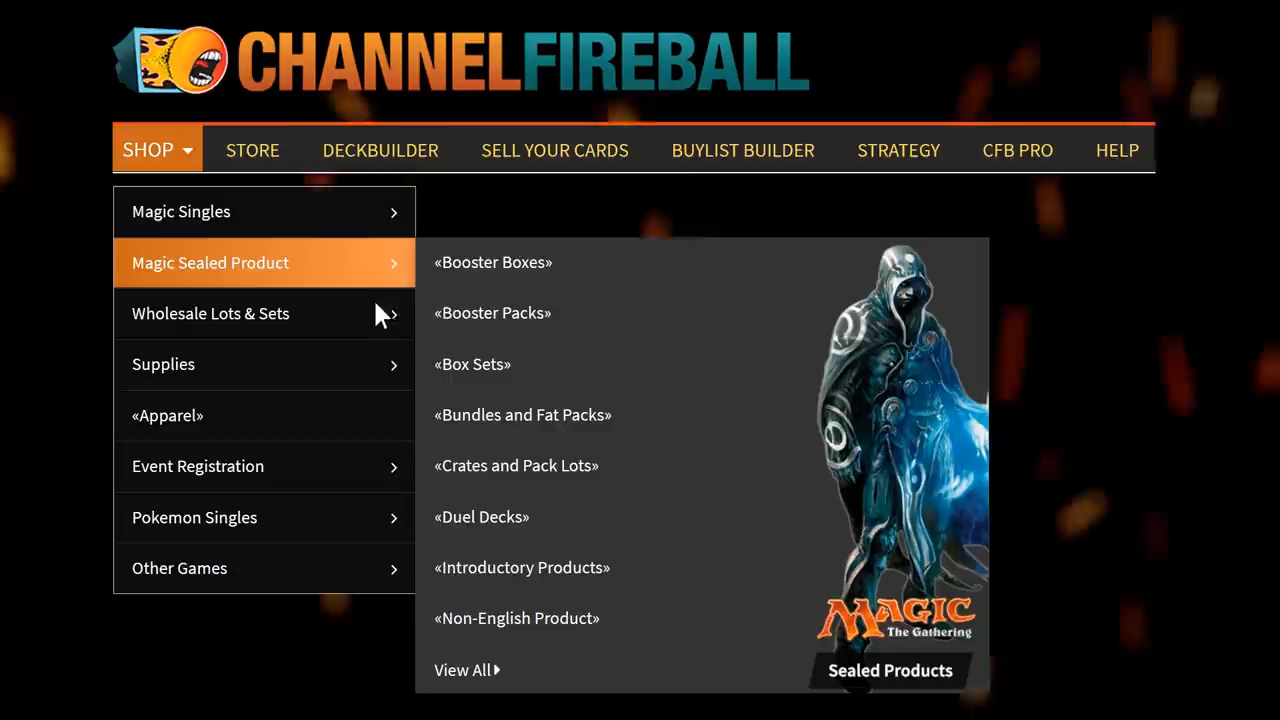 CHANNELFIREBALL
SHOP STORE DECKBUILDER SELL YOUR CARDS BUYLIST BUILDER STRATEGY CFB PRO HELP
Magic Singles
Magic Sealed Product
Wholesale Lots & Sets
Supplies
«Apparel»
Event Registration
Pokemon Singles
Other Games
«Booster Boxes»
«Booster Packs»
«Box Sets»
«Bundles and Fat Packs»
«Crates and Pack Lots»
«Duel Decks»
«Introductory Products»
«Non-English Product»
View All
MAGIC
The Gathering
Sealed Products